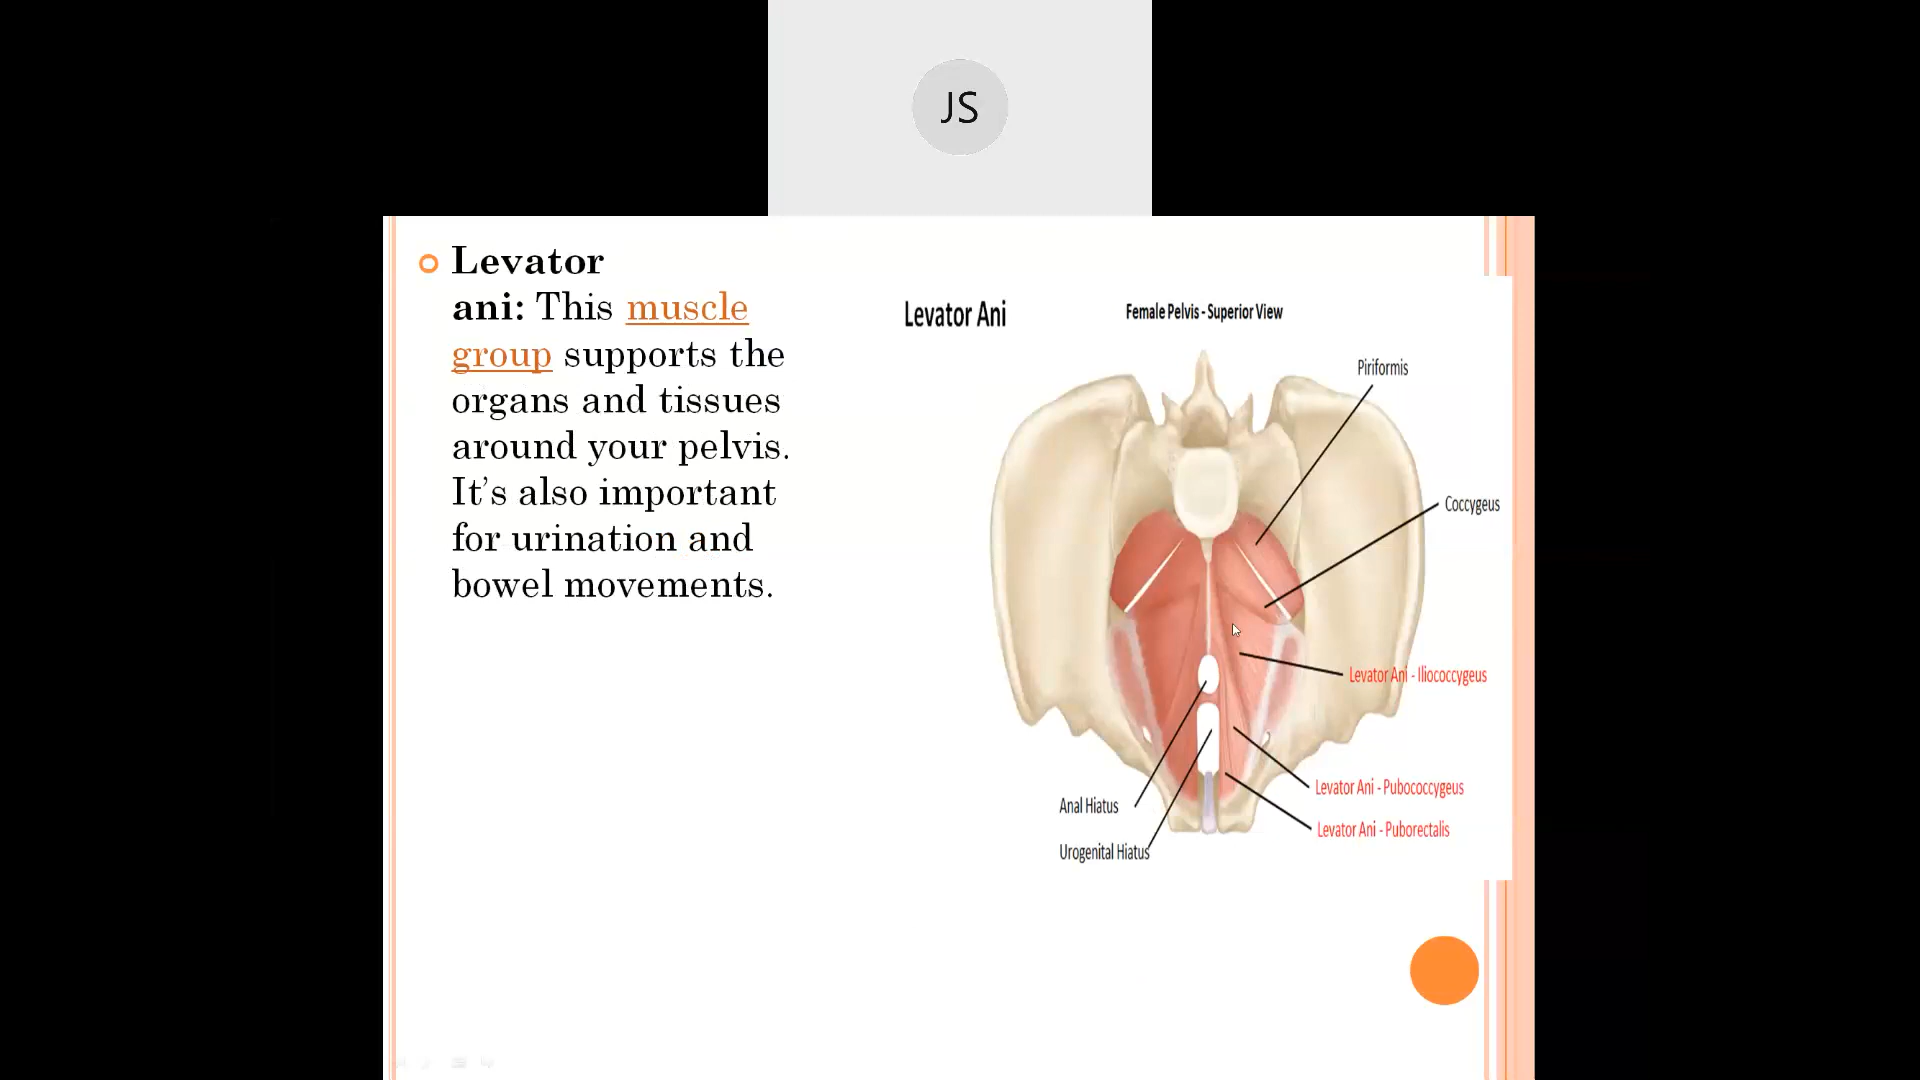 JS
Levator
ani: This muscle
group supports the
organs and tissues
around your pelvis.
It’s also important
for urination and
bowel movements.
Levator Ani
Female Pelvis - Superior View
Piriformis
Coccygeus
Levator Ani - Iliococcygeus
Levator Ani - Pubococcygeus
Levator Ani - Puborectalis
Anal Hiatus
Urogenital Hiatus